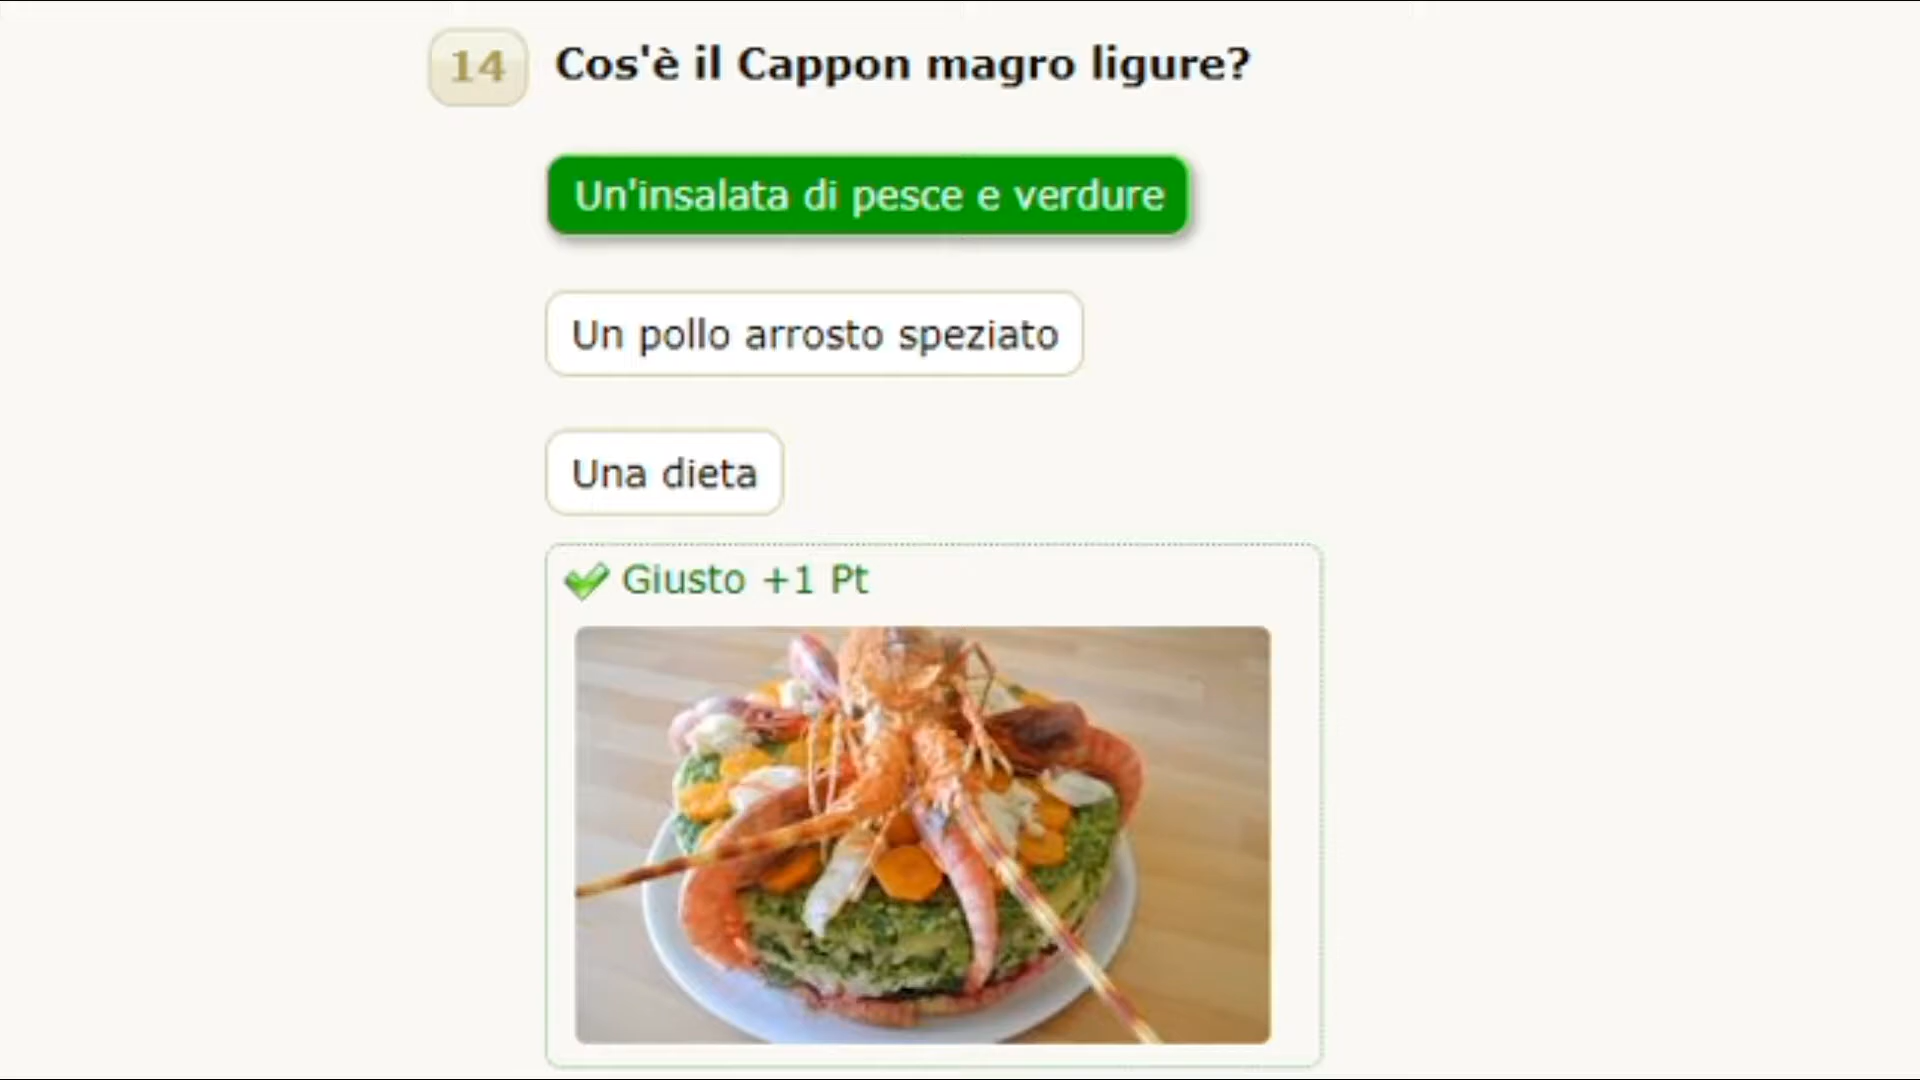 14 Cos'è il Cappon magro ligure?
Un'insalata di pesce e verdure
Un pollo arrosto speziato
Una dieta
Giusto +1 Pt